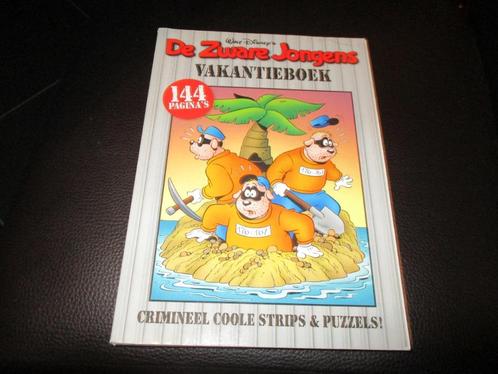 Walt Disney's
De Zware Jongens
VAKANTIEBOEK
144
PAGINA'S
CRIMINEEL COOLE STRIPS & PUZZELS!